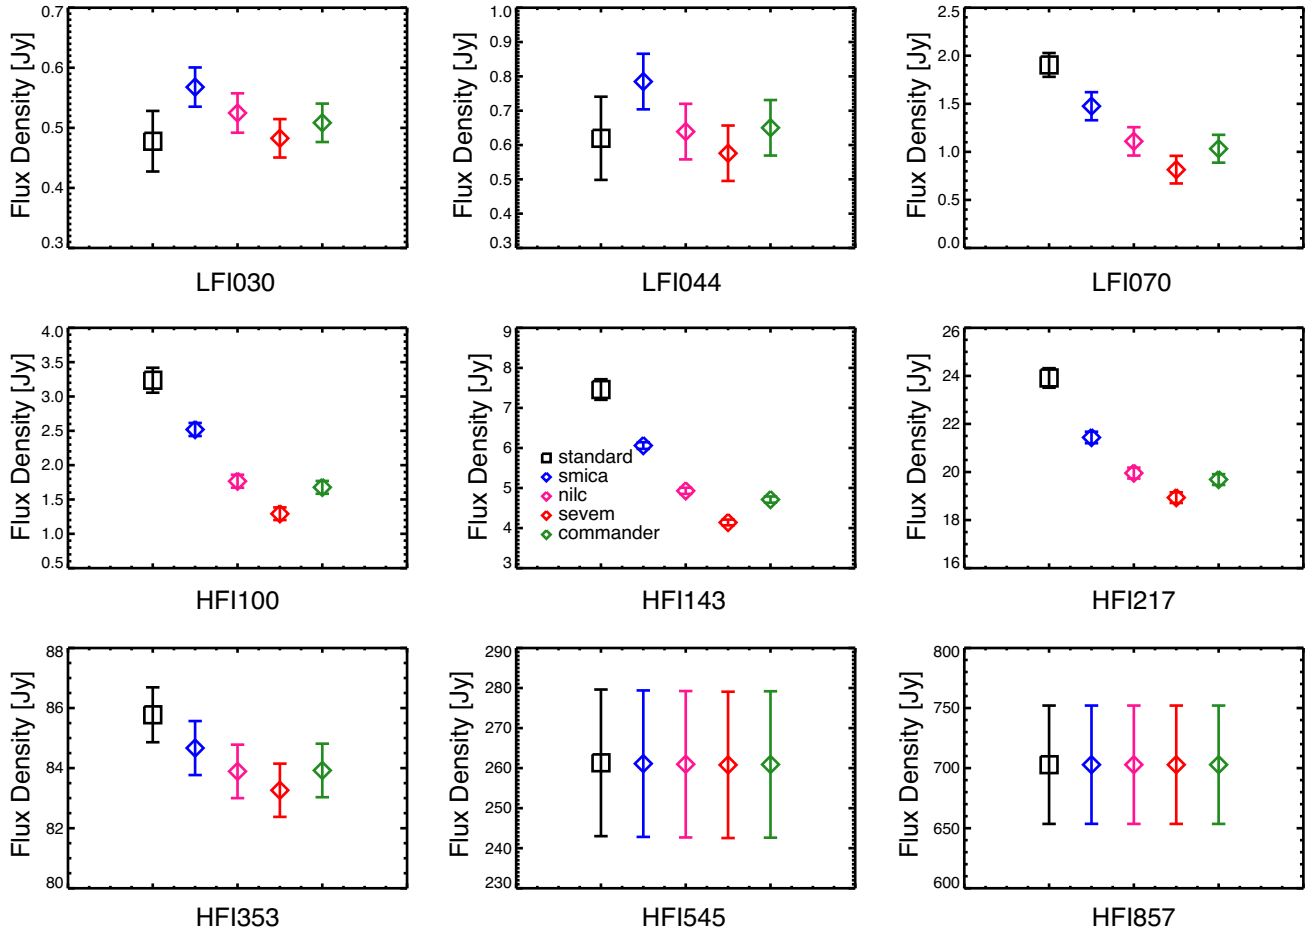 Flux Density [Jy]
0.7
0.6
0.5
0.4
0.3
LFI030
Flux Density [Jy]
1.0
0.9
0.8
0.7
0.6
0.5
0.4
0.3
LFI044
Flux Density [Jy]
2.5
2.0
1.5
1.0
0.5
0.0
LFI070
Flux Density [Jy]
4.0
3.5
3.0
2.5
2.0
1.5
1.0
0.5
HFI100
Flux Density [Jy]
9
8
7
6
5
4
3
standard
smica
nilc
sevem
commander
HFI143
Flux Density [Jy]
26
24
22
20
18
16
HFI217
Flux Density [Jy]
88
86
84
82
80
HFI353
Flux Density [Jy]
290
280
270
260
250
240
230
HFI545
Flux Density [Jy]
800
750
700
650
600
HFI857